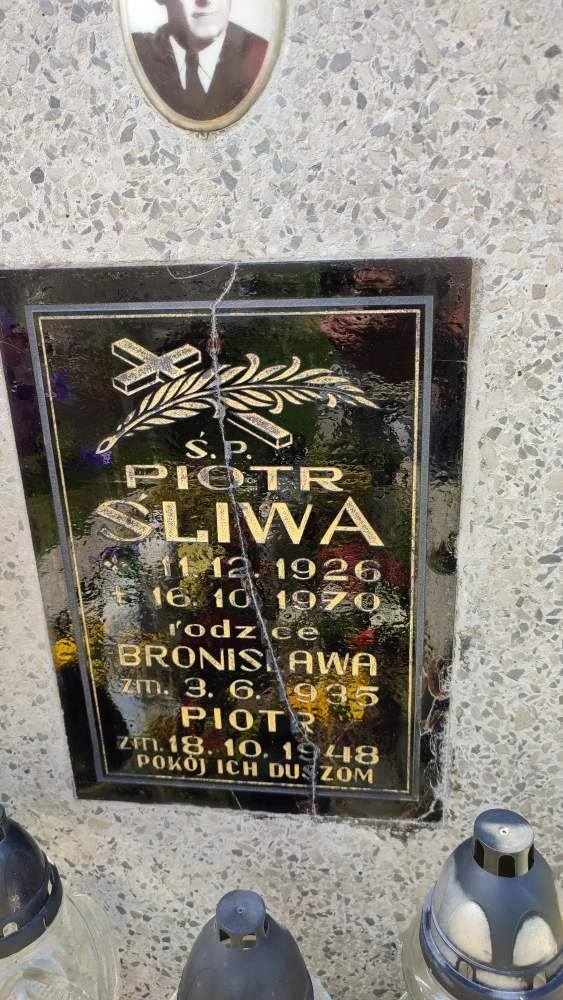 Ś.P.
PIOTR
ŚLIWA
* 11.12.1926
+ 16.10.1970
rodzice
BRONISŁAWA
zm. 3.6.1935
PIOTR
zm. 18.10.1948
POKÓJ ICH DUSZOM